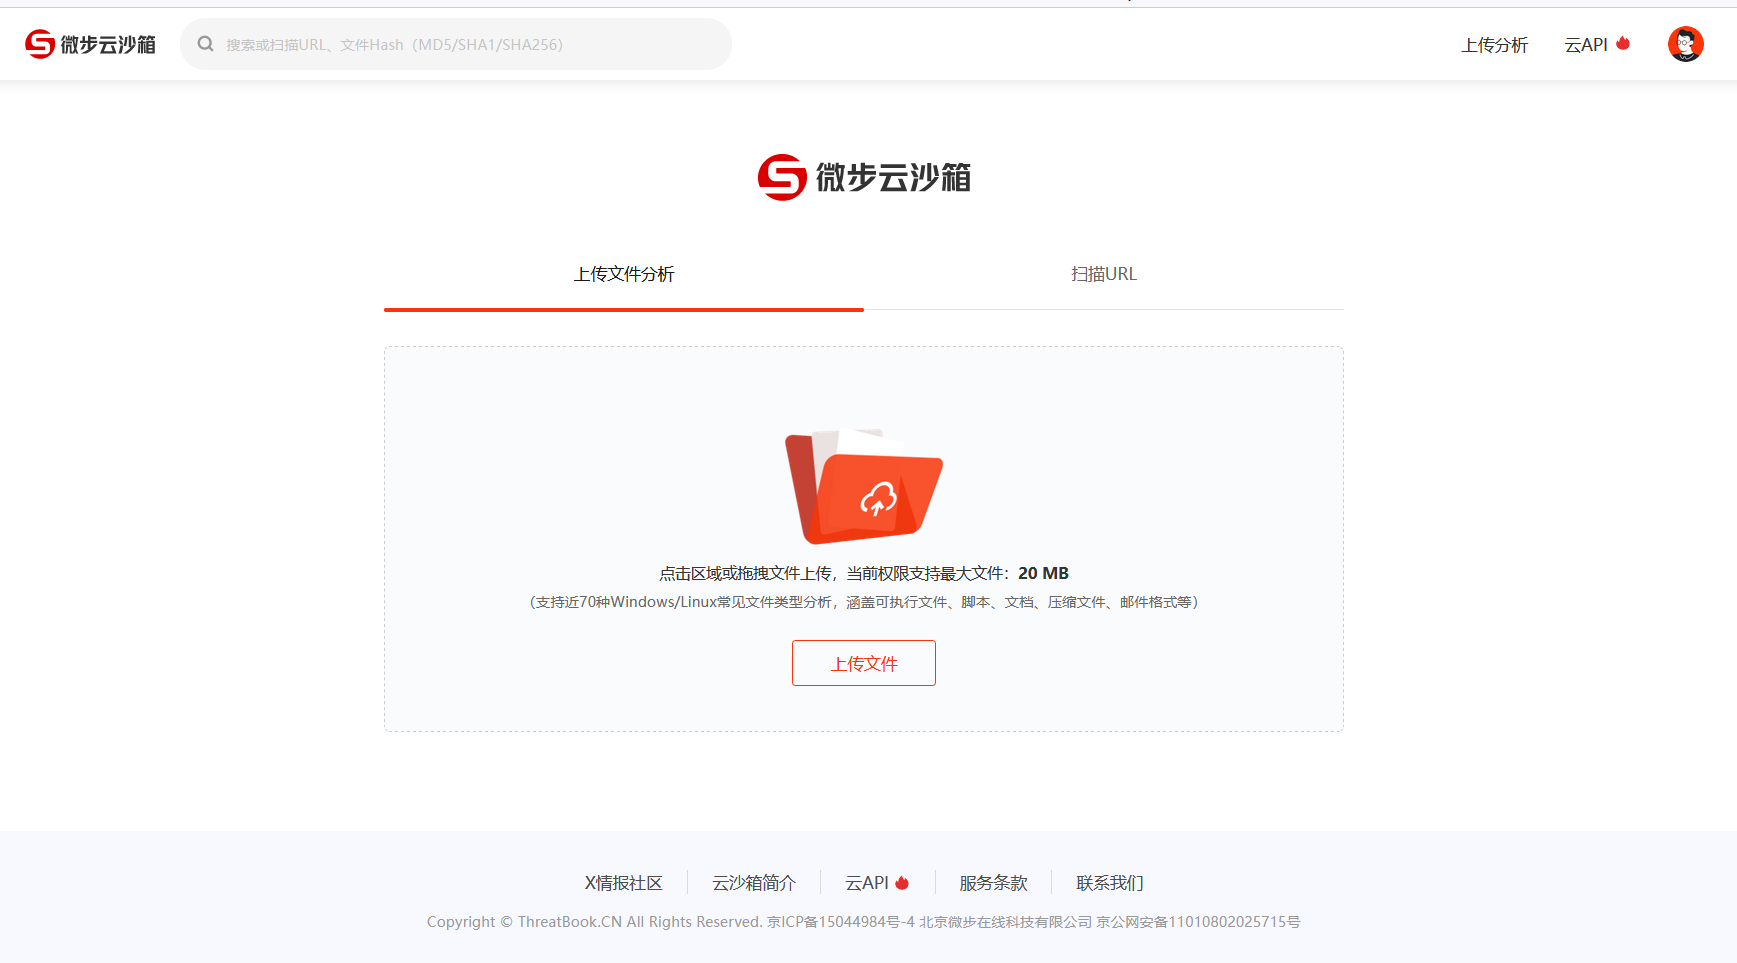 微步云沙箱
搜索或扫描URL、文件Hash（MD5/SHA1/SHA256）
上传分析
云API
微步云沙箱
上传文件分析
扫描URL
点击区域或拖拽文件上传，当前权限支持最大文件：20 MB
（支持近70种Windows/Linux常见文件类型分析，涵盖可执行文件、脚本、文档、压缩文件、邮件格式等）
上传文件
X情报社区
云沙箱简介
云API
服务条款
联系我们
Copyright © ThreatBook.CN All Rights Reserved. 京ICP备15044984号-4 北京微步在线科技有限公司 京公网安备11010802025715号